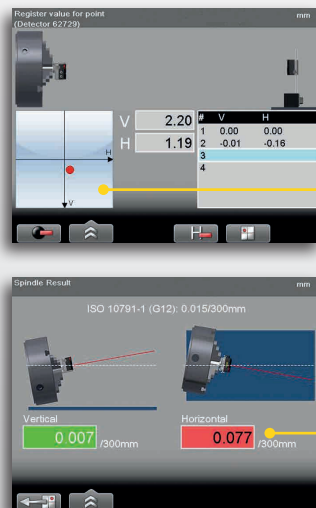 Register value for point mm
(Detector 62729)
H
V
V 2.20
H 1.19
# V H
1 0.00 0.00
2 -0.01 -0.16
3
4
H
Spindle Result mm
ISO 10791-1 (G12): 0.015/300mm
Vertical Horizontal
0.007 /300mm 0.077 /300mm